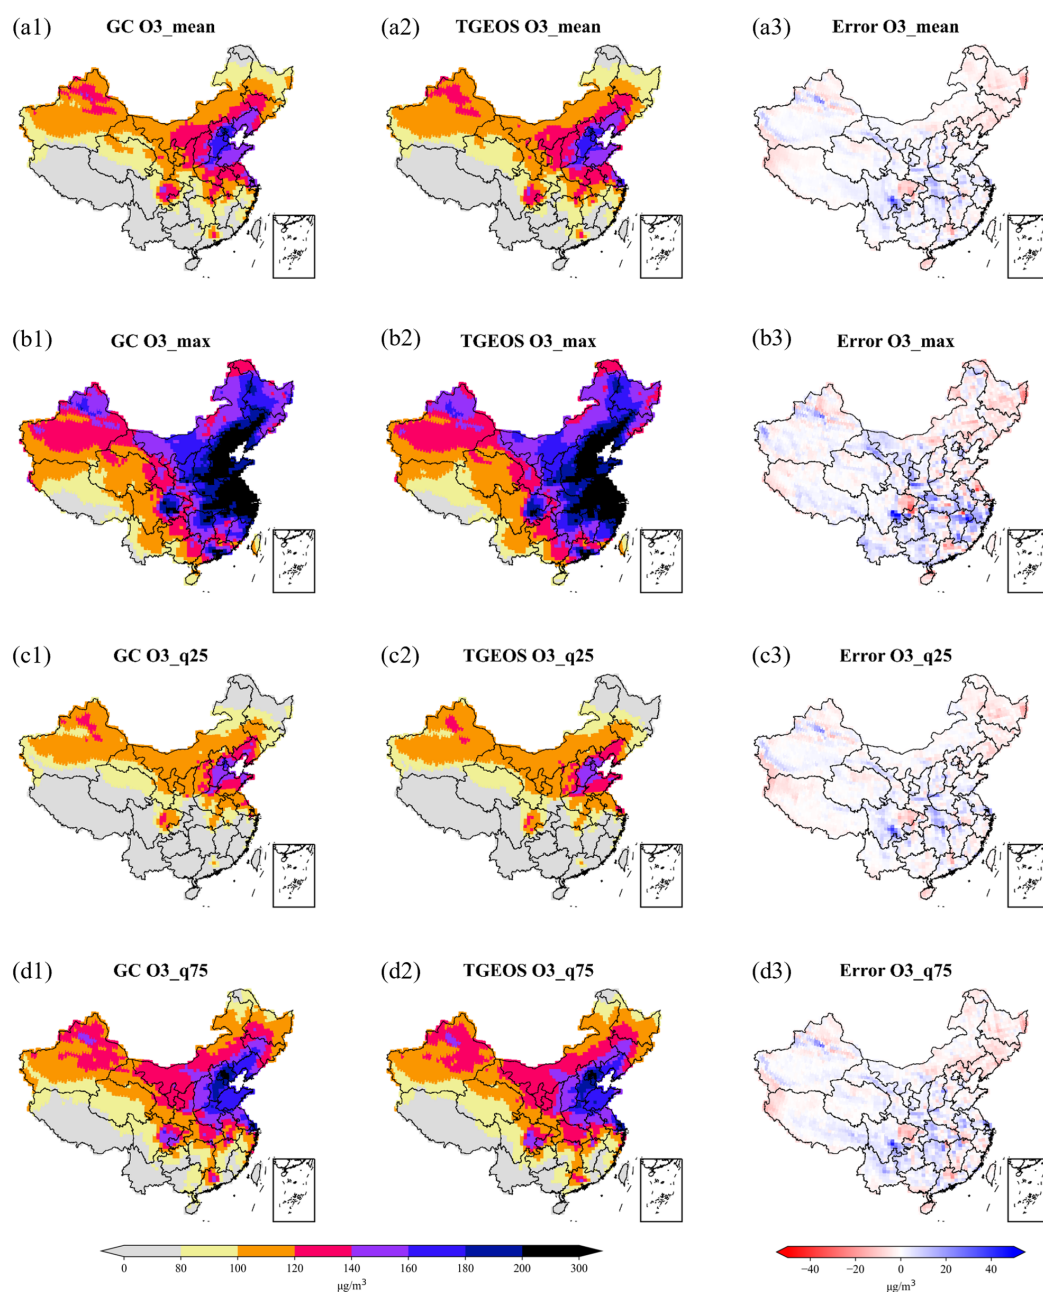 (a1) GC O3_mean (a2) TGEOS O3_mean (a3) Error O3_mean
(b1) GC O3_max (b2) TGEOS O3_max (b3) Error O3_max
(c1) GC O3_q25 (c2) TGEOS O3_q25 (c3) Error O3_q25
(d1) GC O3_q75 (d2) TGEOS O3_q75 (d3) Error O3_q75
0 80 100 120 140 160 180 200 300
μg/m³
−40 −20 0 20 40
μg/m³